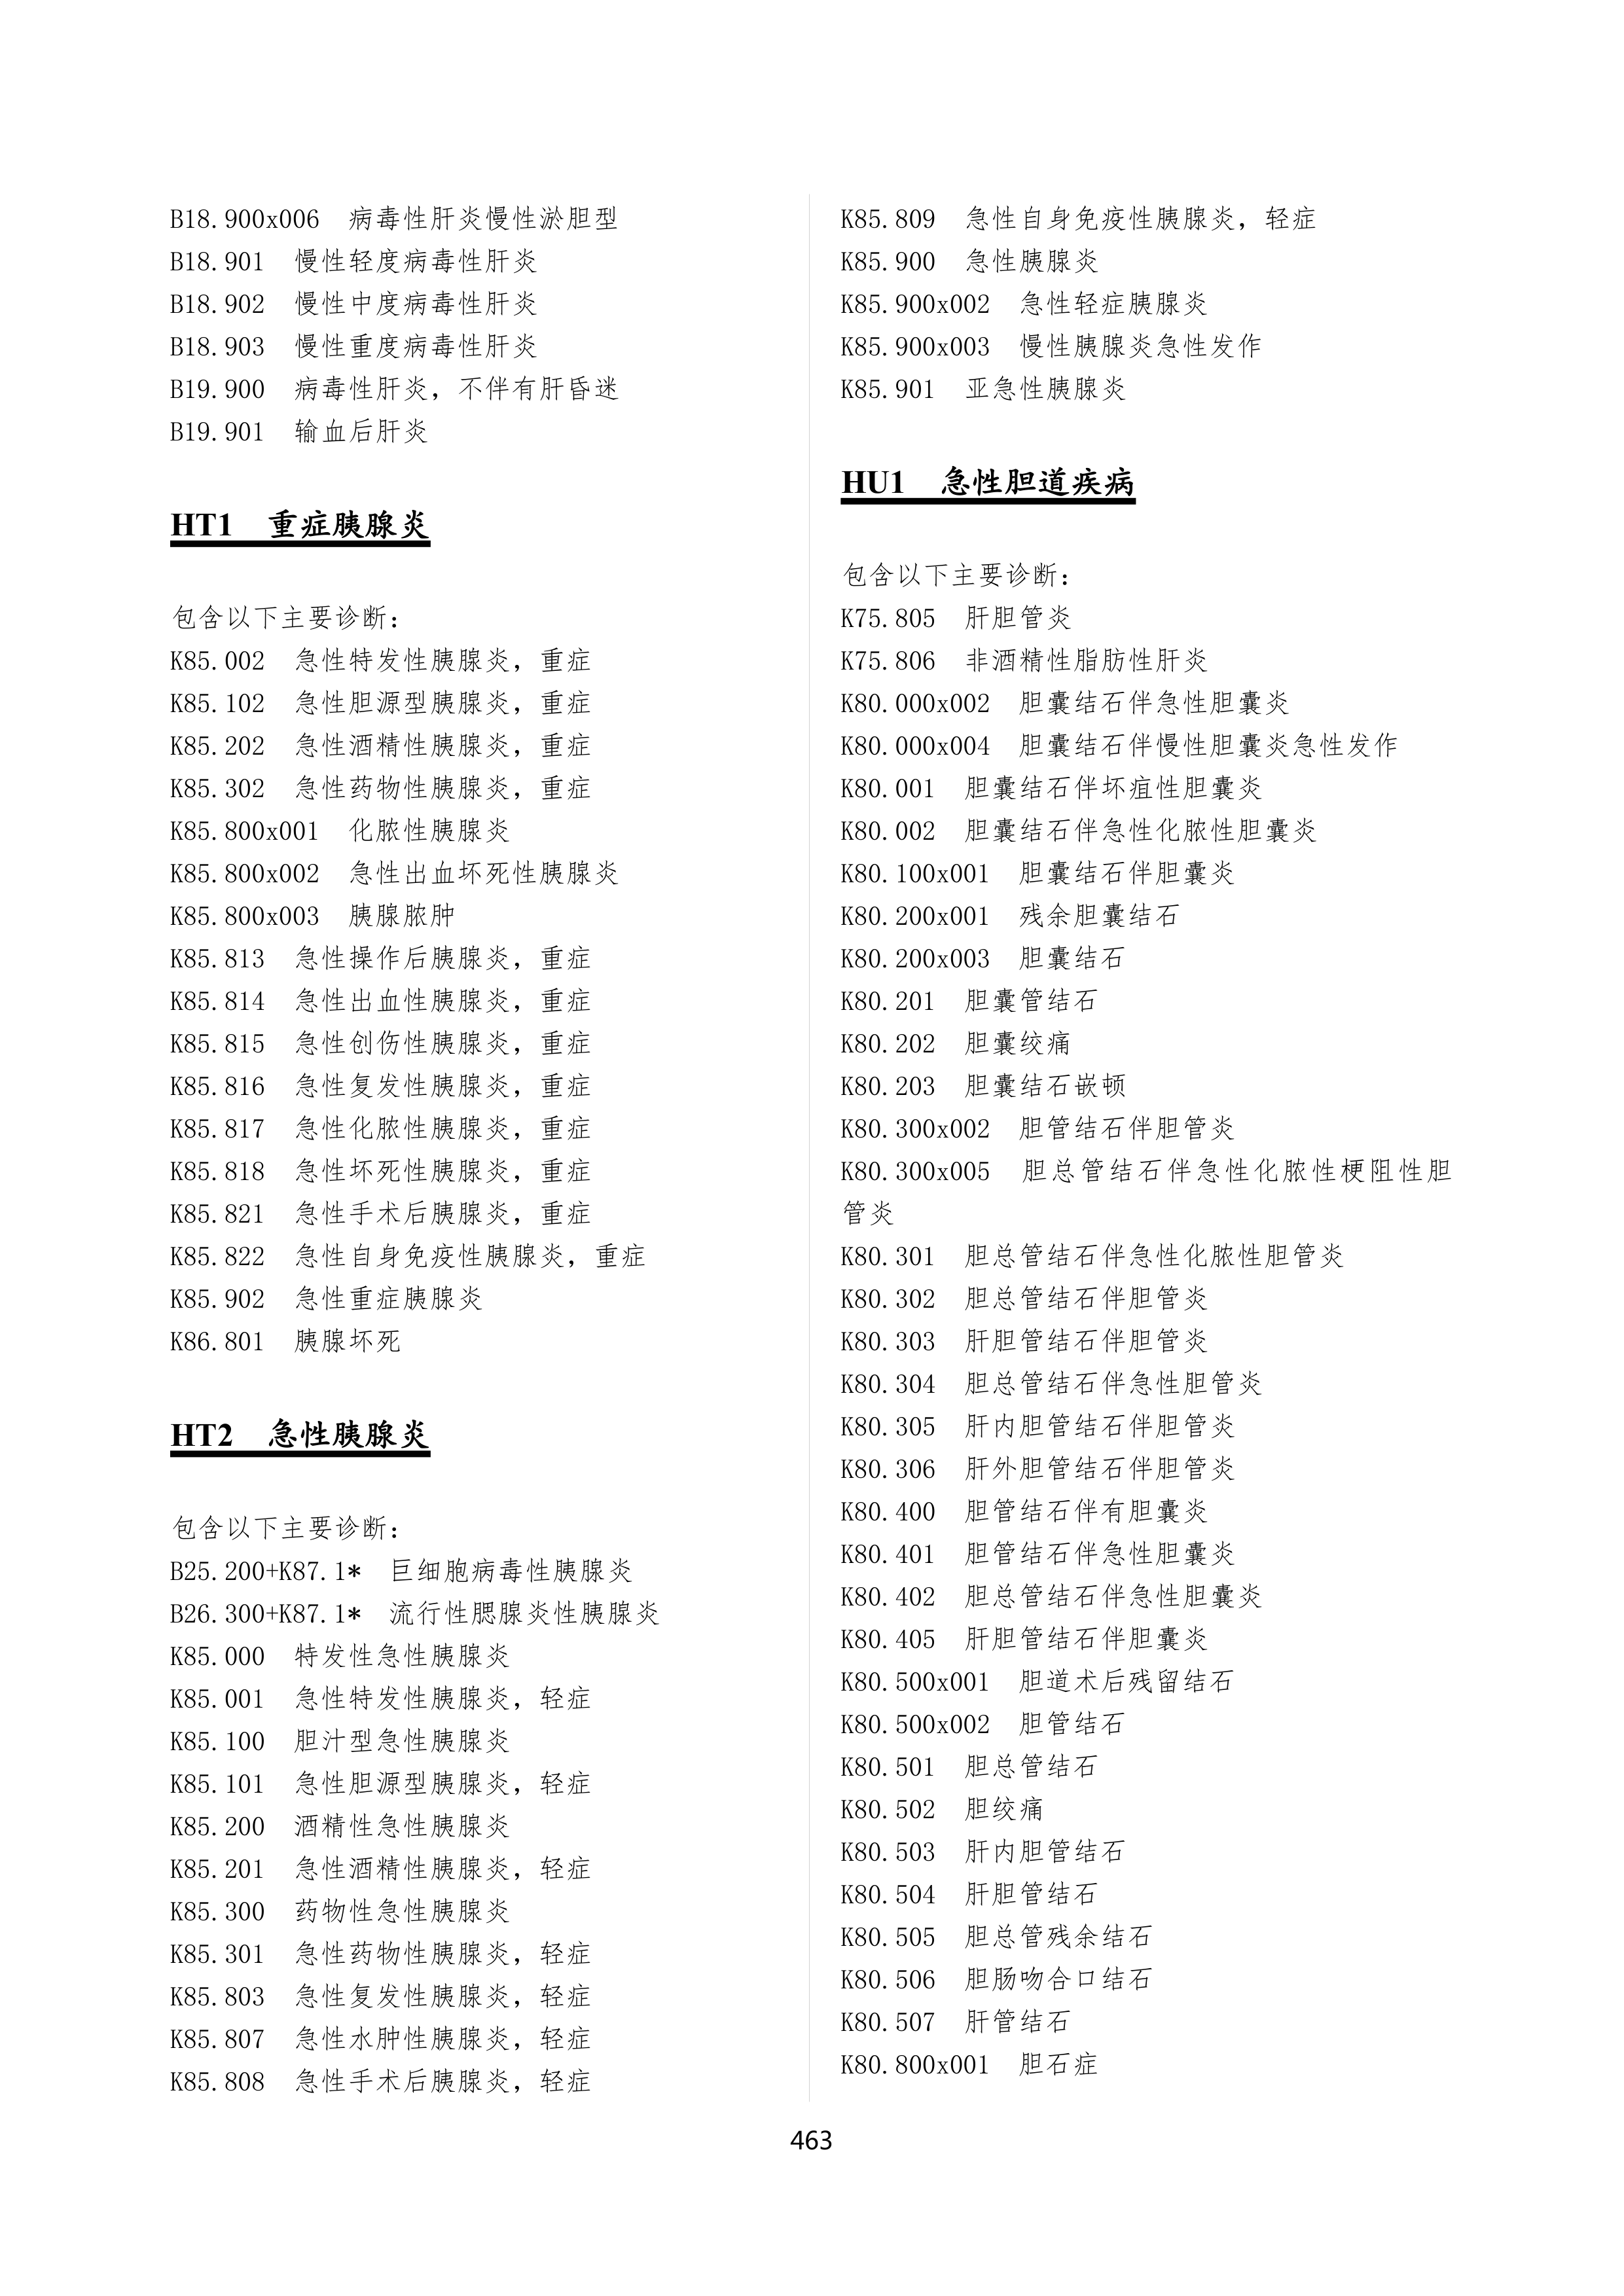 B18.900x006 病毒性肝炎慢性淤胆型
B18.901 慢性轻度病毒性肝炎
B18.902 慢性中度病毒性肝炎
B18.903 慢性重度病毒性肝炎
B19.900 病毒性肝炎，不伴有肝昏迷
B19.901 输血后肝炎
HT1 重症胰腺炎
包含以下主要诊断：
K85.002 急性特发性胰腺炎，重症
K85.102 急性胆源型胰腺炎，重症
K85.202 急性酒精性胰腺炎，重症
K85.302 急性药物性胰腺炎，重症
K85.800x001 化脓性胰腺炎
K85.800x002 急性出血坏死性胰腺炎
K85.800x003 胰腺脓肿
K85.813 急性操作后胰腺炎，重症
K85.814 急性出血性胰腺炎，重症
K85.815 急性创伤性胰腺炎，重症
K85.816 急性复发性胰腺炎，重症
K85.817 急性化脓性胰腺炎，重症
K85.818 急性坏死性胰腺炎，重症
K85.821 急性手术后胰腺炎，重症
K85.822 急性自身免疫性胰腺炎，重症
K85.902 急性重症胰腺炎
K86.801 胰腺坏死
HT2 急性胰腺炎
包含以下主要诊断：
B25.200+K87.1* 巨细胞病毒性胰腺炎
B26.300+K87.1* 流行性腮腺炎性胰腺炎
K85.000 特发性急性胰腺炎
K85.001 急性特发性胰腺炎，轻症
K85.100 胆汁型急性胰腺炎
K85.101 急性胆源型胰腺炎，轻症
K85.200 酒精性急性胰腺炎
K85.201 急性酒精性胰腺炎，轻症
K85.300 药物性急性胰腺炎
K85.301 急性药物性胰腺炎，轻症
K85.803 急性复发性胰腺炎，轻症
K85.807 急性水肿性胰腺炎，轻症
K85.808 急性手术后胰腺炎，轻症
K85.809 急性自身免疫性胰腺炎，轻症
K85.900 急性胰腺炎
K85.900x002 急性轻症胰腺炎
K85.900x003 慢性胰腺炎急性发作
K85.901 亚急性胰腺炎
HU1 急性胆道疾病
包含以下主要诊断：
K75.805 肝胆管炎
K75.806 非酒精性脂肪性肝炎
K80.000x002 胆囊结石伴急性胆囊炎
K80.000x004 胆囊结石伴慢性胆囊炎急性发作
K80.001 胆囊结石伴坏疽性胆囊炎
K80.002 胆囊结石伴急性化脓性胆囊炎
K80.100x001 胆囊结石伴胆囊炎
K80.200x001 残余胆囊结石
K80.200x003 胆囊结石
K80.201 胆囊管结石
K80.202 胆囊绞痛
K80.203 胆囊结石嵌顿
K80.300x002 胆管结石伴胆管炎
K80.300x005 胆总管结石伴急性化脓性梗阻性胆
管炎
K80.301 胆总管结石伴急性化脓性胆管炎
K80.302 胆总管结石伴胆管炎
K80.303 肝胆管结石伴胆管炎
K80.304 胆总管结石伴急性胆管炎
K80.305 肝内胆管结石伴胆管炎
K80.306 肝外胆管结石伴胆管炎
K80.400 胆管结石伴有胆囊炎
K80.401 胆管结石伴急性胆囊炎
K80.402 胆总管结石伴急性胆囊炎
K80.405 肝胆管结石伴胆囊炎
K80.500x001 胆道术后残留结石
K80.500x002 胆管结石
K80.501 胆总管结石
K80.502 胆绞痛
K80.503 肝内胆管结石
K80.504 肝胆管结石
K80.505 胆总管残余结石
K80.506 胆肠吻合口结石
K80.507 肝管结石
K80.800x001 胆石症
463